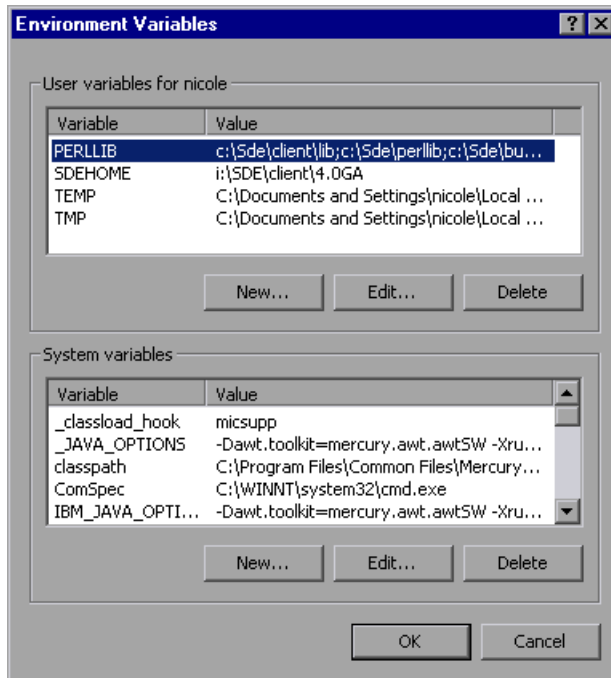 Environment Variables
User variables for nicole
Variable Value
PERLLIB c:\Sde\client\lib;c:\Sde\perllib;c:\Sde\bu...
SDEHOME i:\SDE\client\4.0GA
TEMP C:\Documents and Settings\nicole\Local ...
TMP C:\Documents and Settings\nicole\Local ...
New... Edit... Delete
System variables
Variable Value
_classload_hook micsupp
_JAVA_OPTIONS -Dawt.toolkit=mercury.awt.awtSW -Xru...
classpath C:\Program Files\Common Files\Mercury...
ComSpec C:\WINNT\system32\cmd.exe
IBM_JAVA_OPTI... -Dawt.toolkit=mercury.awt.awtSW -Xru...
New... Edit... Delete
OK Cancel